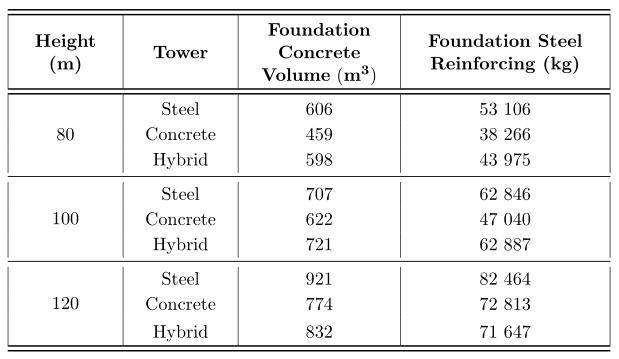 Height (m) Tower Foundation Concrete Volume (m³) Foundation Steel Reinforcing (kg)
80 Steel 606 53 106
Concrete 459 38 266
Hybrid 598 43 975
100 Steel 707 62 846
Concrete 622 47 040
Hybrid 721 62 887
120 Steel 921 82 464
Concrete 774 72 813
Hybrid 832 71 647